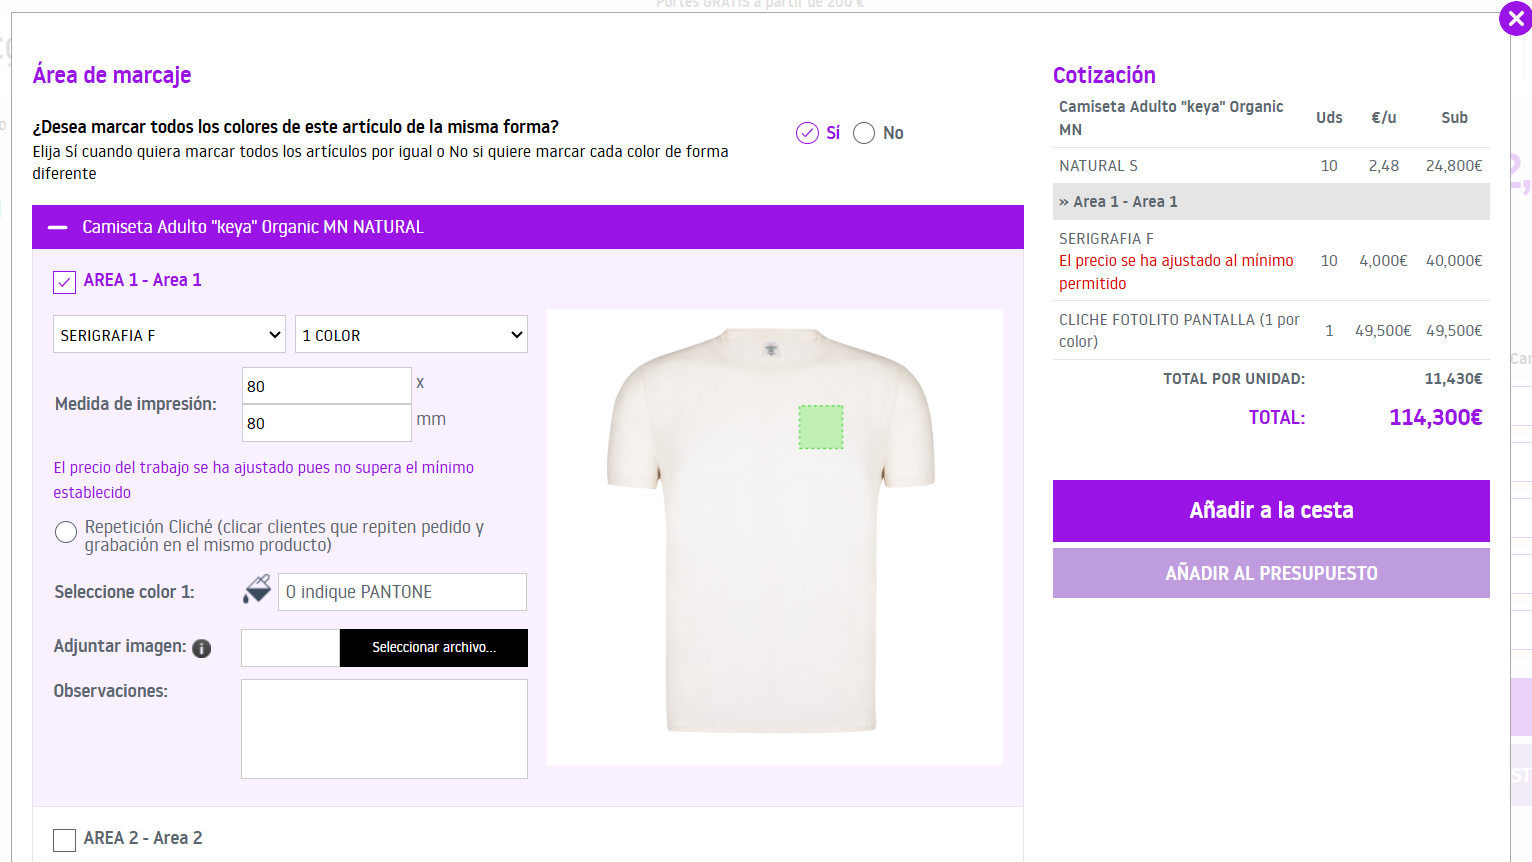 Portes GRATIS a partir de 200 €
Área de marcaje
¿Desea marcar todos los colores de este artículo de la misma forma?
Elija Sí cuando quiera marcar todos los artículos por igual o No si quiere marcar cada color de forma
diferente
Sí
No
Camiseta Adulto "keya" Organic MN NATURAL
AREA 1 - Area 1
SERIGRAFIA F
1 COLOR
Medida de impresión:
80
x
80
mm
El precio del trabajo se ha ajustado pues no supera el mínimo
establecido
Repetición Cliché (clicar clientes que repiten pedido y
grabación en el mismo producto)
Seleccione color 1:
O indique PANTONE
Adjuntar imagen:
Seleccionar archivo...
Observaciones:
AREA 2 - Area 2
Cotización
Camiseta Adulto "keya" Organic
MN
Uds
€/u
Sub
NATURAL S
10
2,48
24,800€
» Area 1 - Area 1
SERIGRAFIA F
El precio se ha ajustado al mínimo
permitido
10
4,000€
40,000€
CLICHE FOTOLITO PANTALLA (1 por
color)
1
49,500€
49,500€
TOTAL POR UNIDAD:
11,430€
TOTAL:
114,300€
Añadir a la cesta
AÑADIR AL PRESUPUESTO